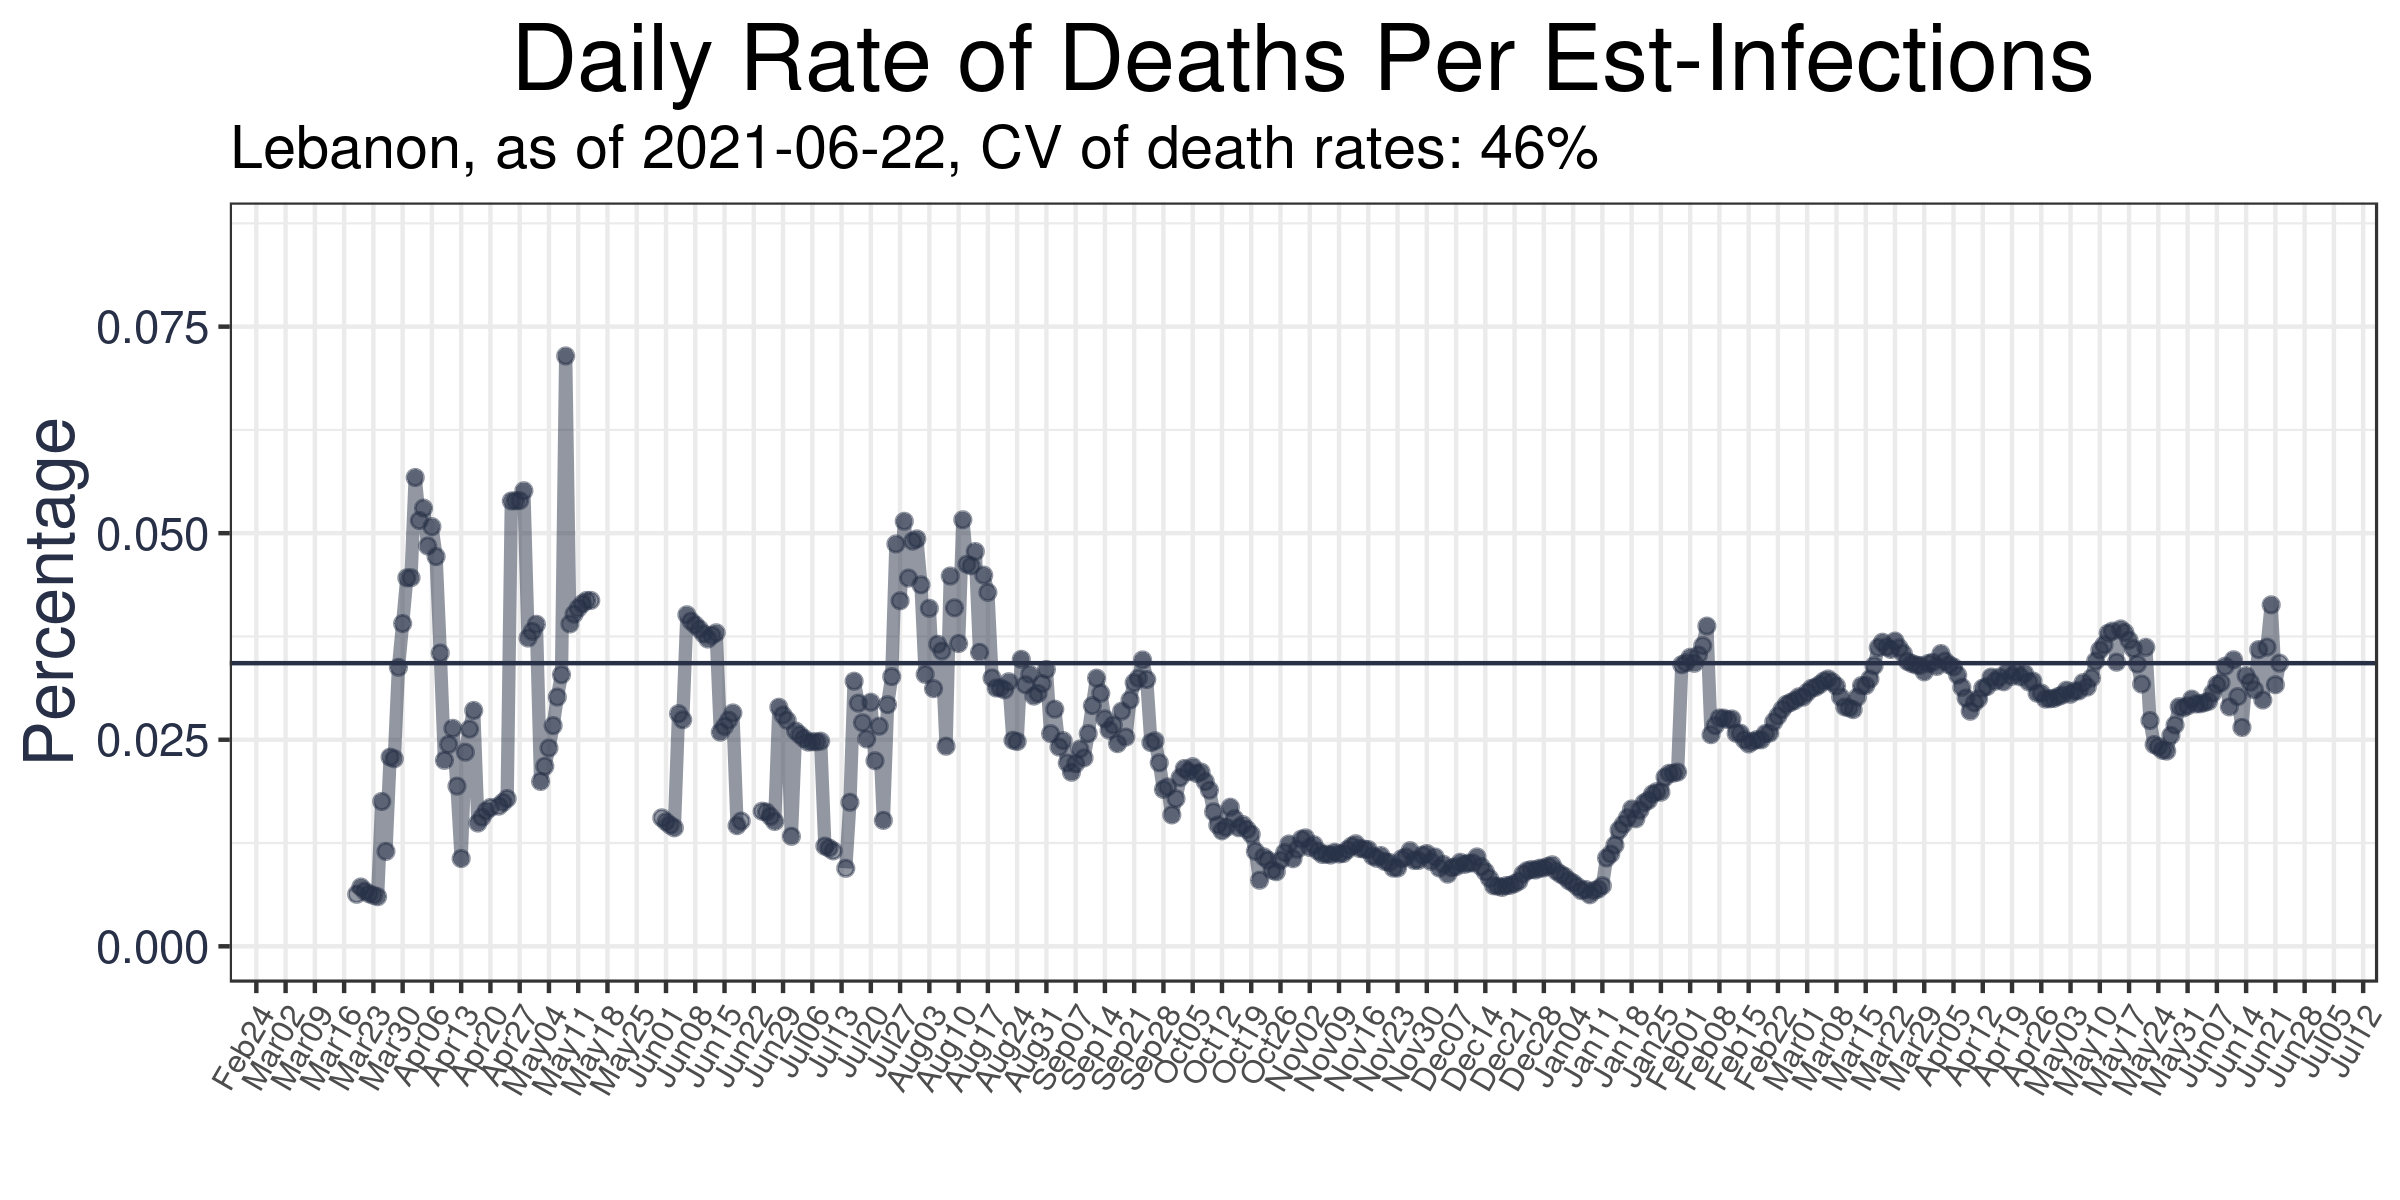 Daily Rate of Deaths Per Est-Infections
Lebanon, as of 2021-06-22, CV of death rates: 46%
Percentage
0.075
0.050
0.025
0.000
Feb24
Mar02
Mar09
Mar16
Mar23
Mar30
Apr06
Apr13
Apr20
Apr27
May04
May11
May18
May25
Jun01
Jun08
Jun15
Jun22
Jun29
Jul06
Jul13
Jul20
Jul27
Aug03
Aug10
Aug17
Aug24
Aug31
Sep07
Sep14
Sep21
Sep28
Oct05
Oct12
Oct19
Oct26
Nov02
Nov09
Nov16
Nov23
Nov30
Dec07
Dec14
Dec21
Dec28
Jan04
Jan11
Jan18
Jan25
Feb01
Feb08
Feb15
Feb22
Mar01
Mar08
Mar15
Mar22
Mar29
Apr05
Apr12
Apr19
Apr26
May03
May10
May17
May24
May31
Jun07
Jun14
Jun21
Jun28
Jul05
Jul12